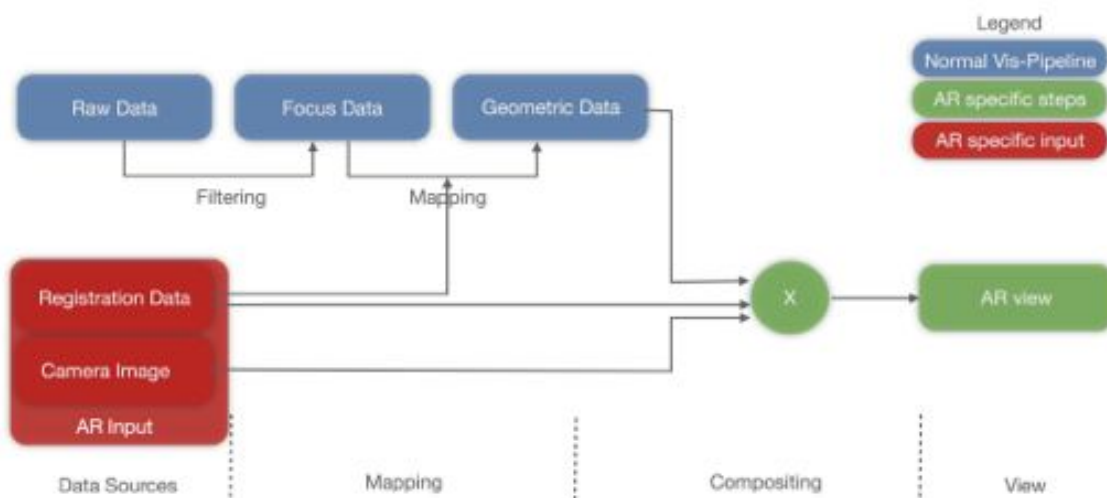 Legend
Normal Vis-Pipeline
AR specific steps
AR specific input
Raw Data
Focus Data
Geometric Data
Filtering
Mapping
Registration Data
Camera Image
AR Input
X
AR view
Data Sources
Mapping
Compositing
View